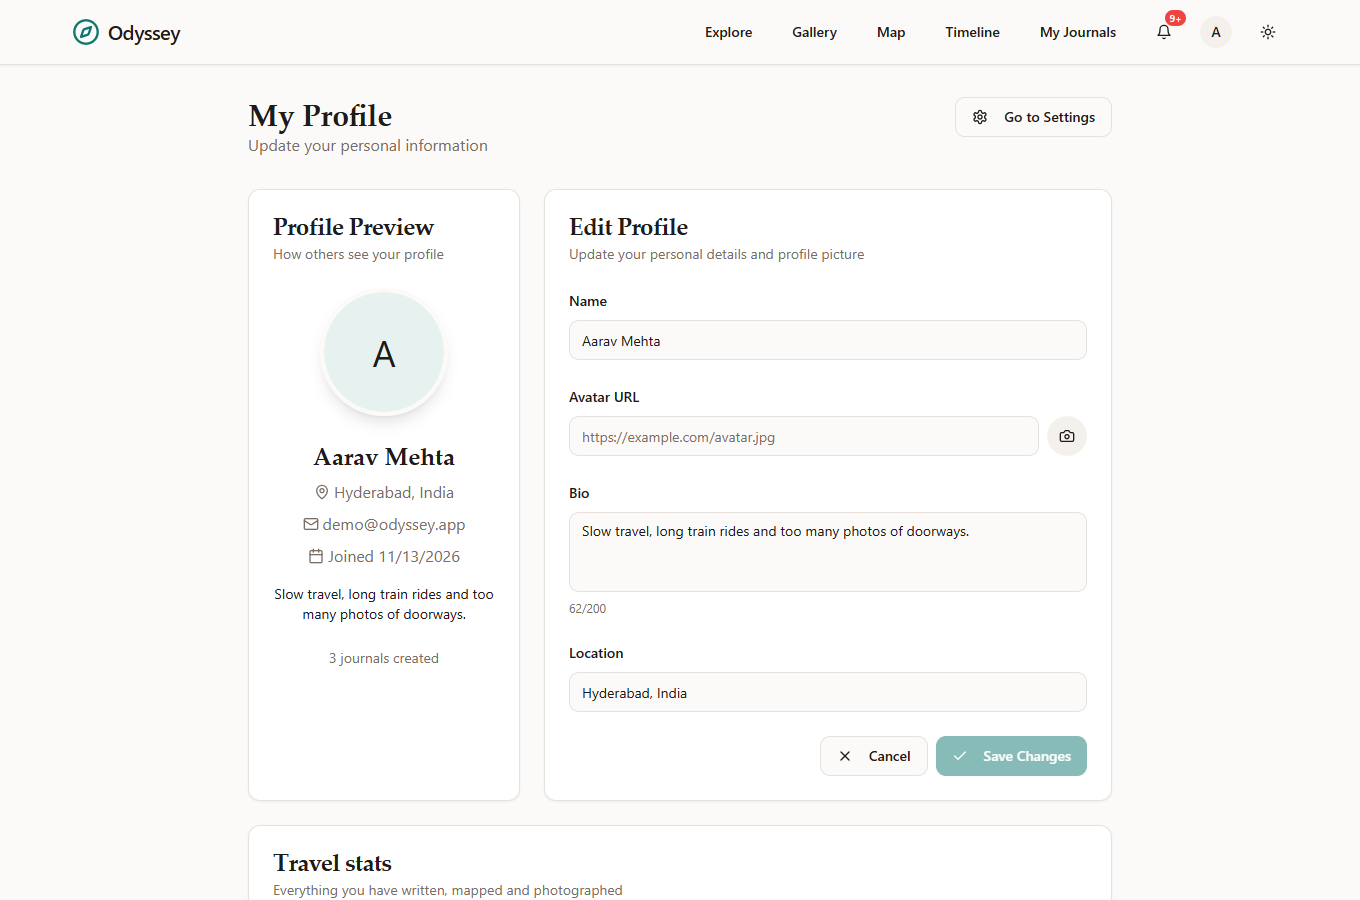 Odyssey
Explore
Gallery
Map
Timeline
My Journals
9+
A
My Profile
Update your personal information
Go to Settings
Profile Preview
How others see your profile
A
Aarav Mehta
Hyderabad, India
demo@odyssey.app
Joined 11/13/2026
Slow travel, long train rides and too
many photos of doorways.
3 journals created
Edit Profile
Update your personal details and profile picture
Name
Aarav Mehta
Avatar URL
https://example.com/avatar.jpg
Bio
Slow travel, long train rides and too many photos of doorways.
62/200
Location
Hyderabad, India
Cancel
Save Changes
Travel stats
Everything you have written, mapped and photographed